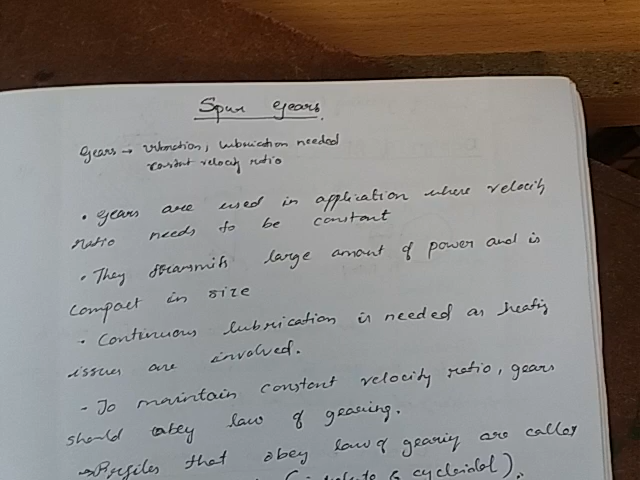 Spur gears.
Gears → vibration, lubrication needed
constant velocity ratio
• gears are used in application where velocity
ratio needs to be constant
• They transmits large amount of power and is
compact in size
• Continuous lubrication is needed as heating
issues are involved.
- To maintain constant velocity ratio, gears
should obey law of gearing.
→ Profiles that obey law of gearing are called
(involute & cycloidal).